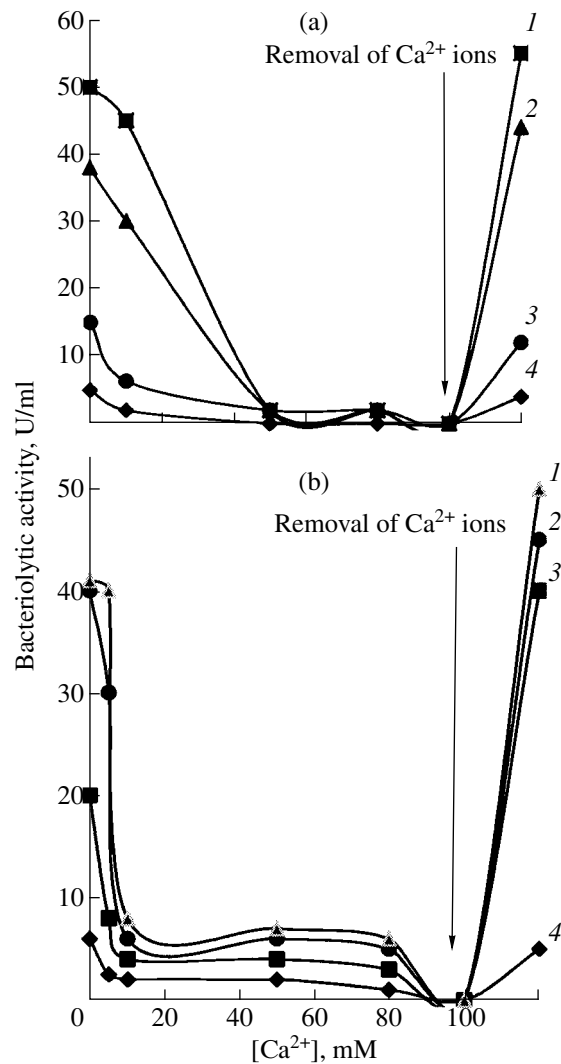 (a)
Removal of Ca²⁺ ions
60
50
40
30
20
10
1
2
3
4
Bacteriolytic activity, U/ml
(b)
Removal of Ca²⁺ ions
50
40
30
20
10
1
2
3
4
0 20 40 60 80 100
[Ca²⁺], mM